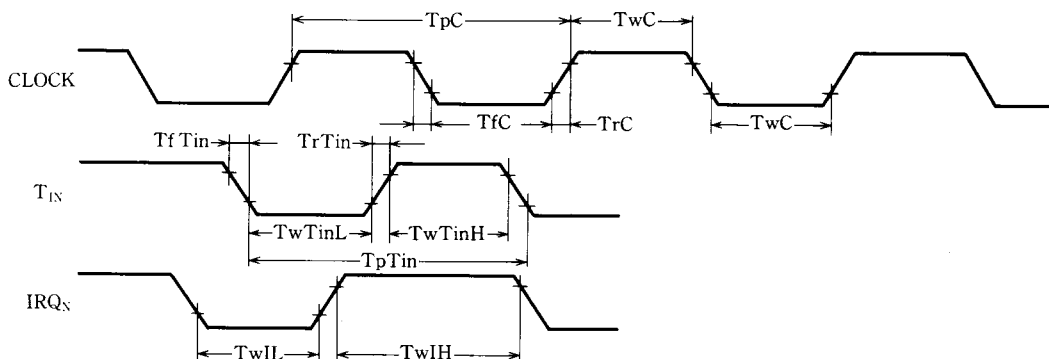 TpC TwC
CLOCK
TfC TrC TwC
Tf Tin TrTin
TIN
TwTinL TwTinH
TpTin
IRQN
TwIL TwIH